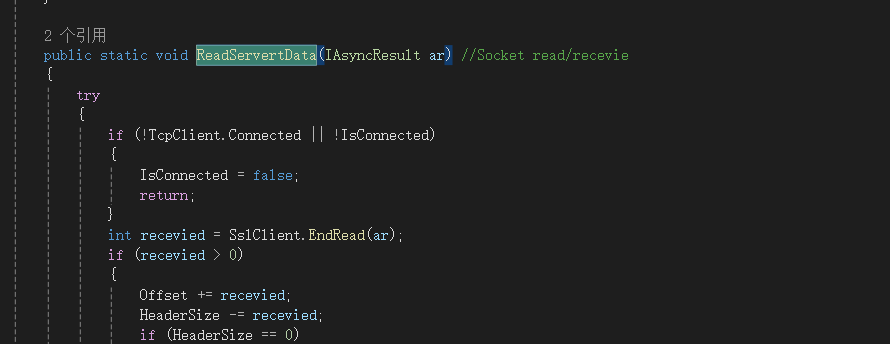 }
2 个引用
public static void ReadServertData(IAsyncResult ar) //Socket read/recevie
{
try
{
if (!TcpClient.Connected || !IsConnected)
{
IsConnected = false;
return;
}
int recevied = SslClient.EndRead(ar);
if (recevied > 0)
{
Offset += recevied;
HeaderSize -= recevied;
if (HeaderSize == 0)